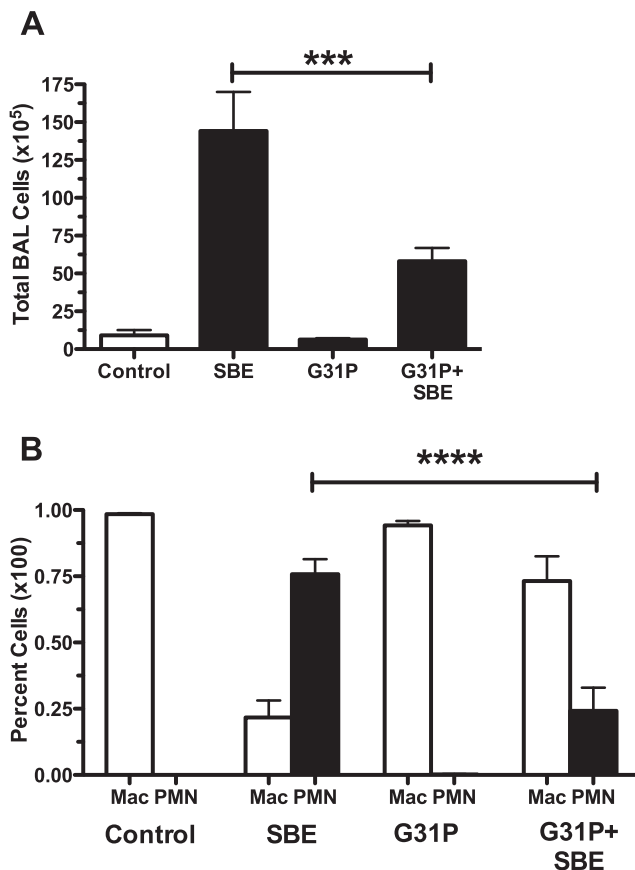 A
***
Total BAL Cells (x10⁵)
175
150
125
100
75
50
25
0
Control SBE G31P G31P+
SBE
B
****
Percent Cells (x100)
1.00
0.75
0.50
0.25
0.00
Mac PMN Mac PMN Mac PMN Mac PMN
Control SBE G31P G31P+
SBE